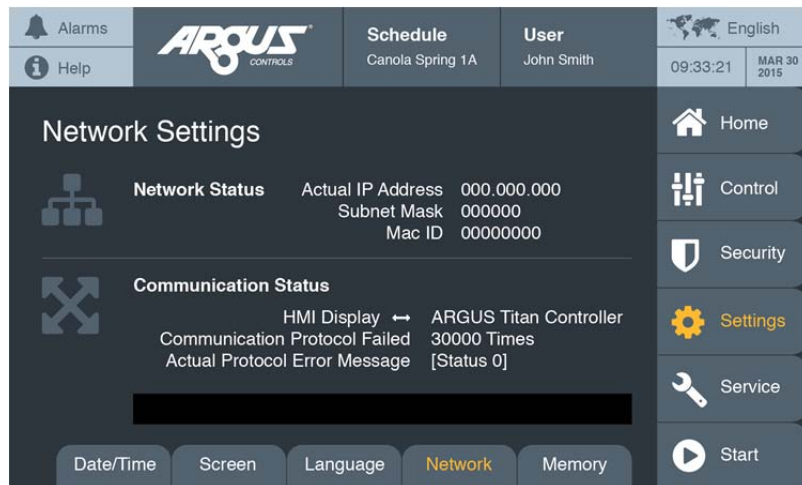 Alarms
Help
ARGUS
CONTROLS
Schedule
Canola Spring 1A
User
John Smith
English
09:33:21
MAR 30
2015
Network Settings
Network Status
Actual IP Address 000.000.000
Subnet Mask 000000
Mac ID 00000000
Communication Status
HMI Display ↔ ARGUS Titan Controller
Communication Protocol Failed 30000 Times
Actual Protocol Error Message [Status 0]
Date/Time
Screen
Language
Network
Memory
Home
Control
Security
Settings
Service
Start